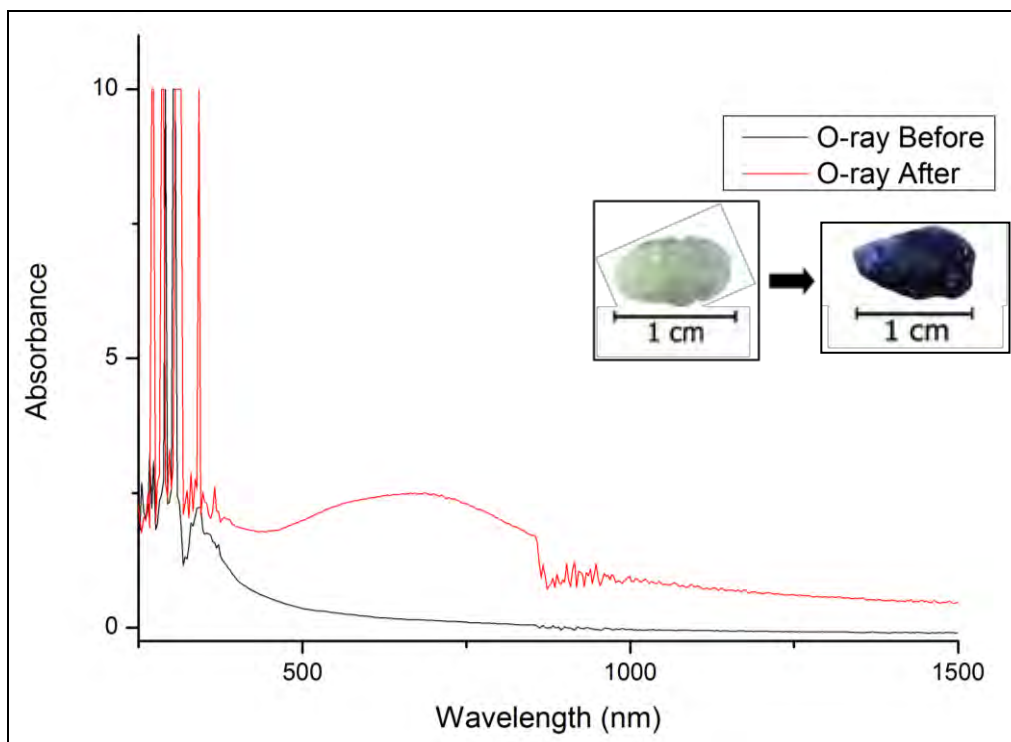 10
5
0
Absorbance
O-ray Before
O-ray After
1 cm
1 cm
500
1000
1500
Wavelength (nm)